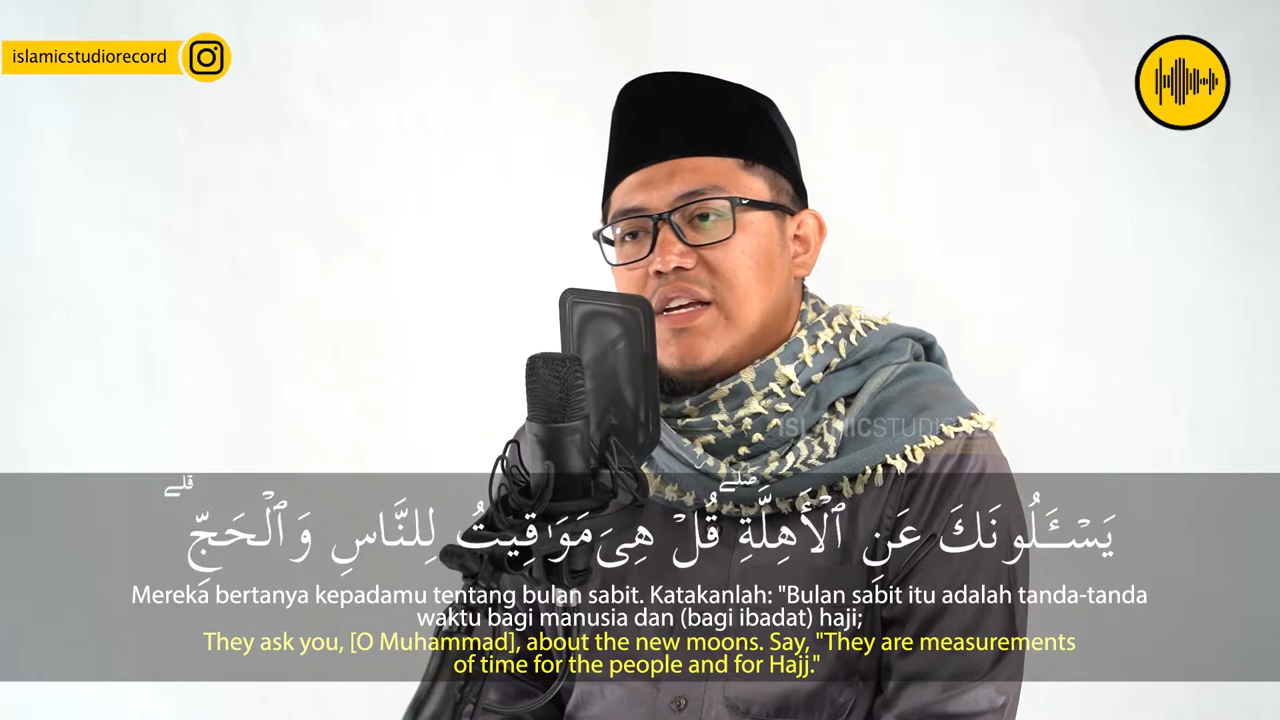 islamicstudiorecord
ISLAMICSTUDIO
يَسْـَٔلُونَكَ عَنِ ٱلْأَهِلَّةِ ۖ قُلْ هِىَ مَوَٰقِيتُ لِلنَّاسِ وَٱلْحَجِّ ۗ
Mereka bertanya kepadamu tentang bulan sabit. Katakanlah: "Bulan sabit itu adalah tanda-tanda
waktu bagi manusia dan (bagi ibadat) haji;
They ask you, [O Muhammad], about the new moons. Say, "They are measurements
of time for the people and for Hajj."